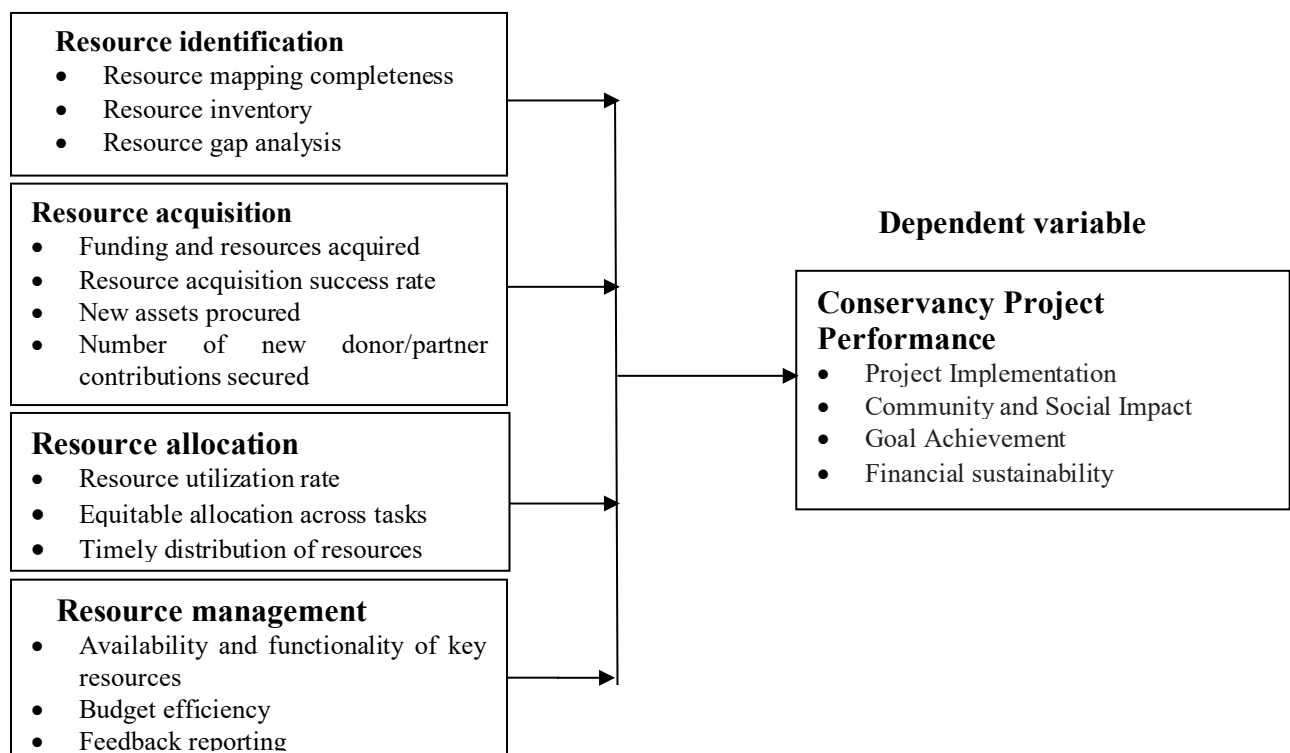 Resource identification
• Resource mapping completeness
• Resource inventory
• Resource gap analysis
Resource acquisition
• Funding and resources acquired
• Resource acquisition success rate
• New assets procured
• Number of new donor/partner
contributions secured
Resource allocation
• Resource utilization rate
• Equitable allocation across tasks
• Timely distribution of resources
Resource management
• Availability and functionality of key
resources
• Budget efficiency
• Feedback reporting
Dependent variable
Conservancy Project
Performance
• Project Implementation
• Community and Social Impact
• Goal Achievement
• Financial sustainability